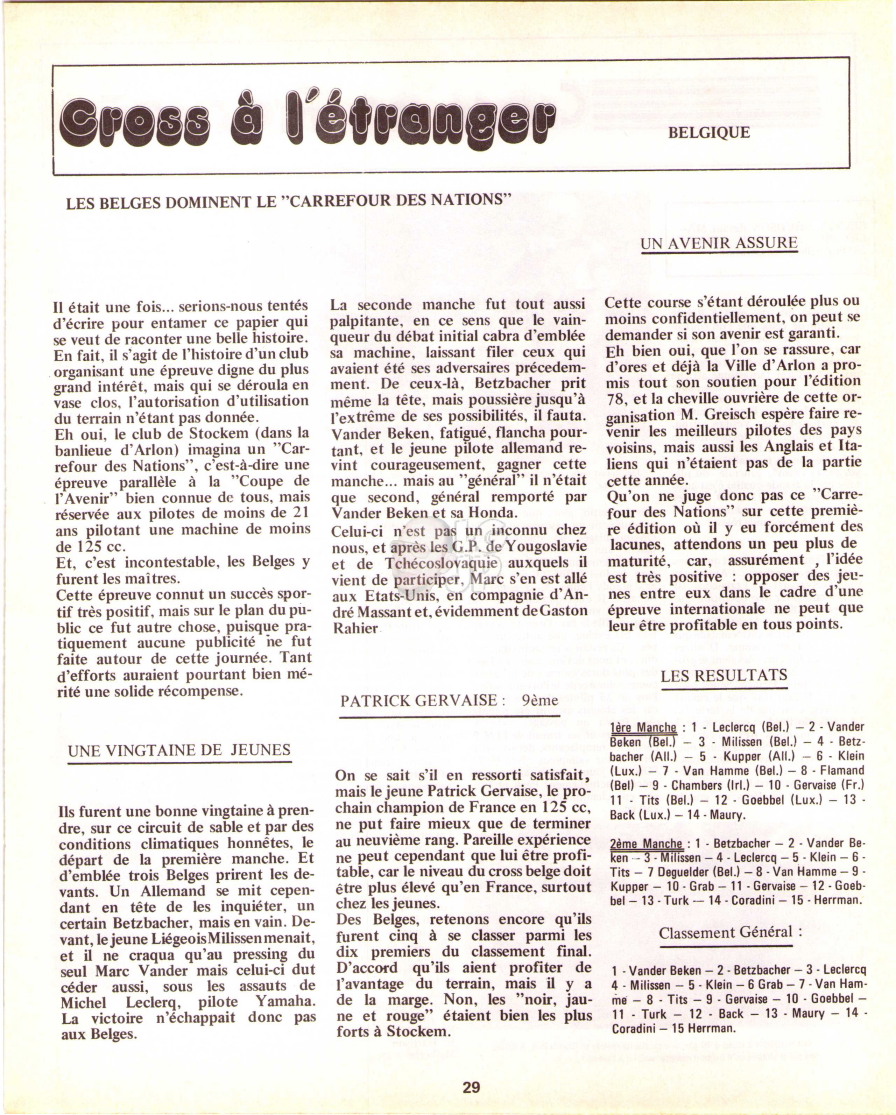 Cross à l'étranger
BELGIQUE
LES BELGES DOMINENT LE "CARREFOUR DES NATIONS"
Il était une fois... serions-nous tentés
d'écrire pour entamer ce papier qui
se veut de raconter une belle histoire.
En fait, il s'agit de l'histoire d'un club
organisant une épreuve digne du plus
grand intérêt, mais qui se déroula en
vase clos, l'autorisation d'utilisation
du terrain n'étant pas donnée.
Eh oui, le club de Stockem (dans la
banlieue d'Arlon) imagina un "Car-
refour des Nations", c'est-à-dire une
épreuve parallèle à la "Coupe de
l'Avenir" bien connue de tous, mais
réservée aux pilotes de moins de 21
ans pilotant une machine de moins
de 125 cc.
Et, c'est incontestable, les Belges y
furent les maîtres.
Cette épreuve connut un succès spor-
tif très positif, mais sur le plan du pu-
blic ce fut autre chose, puisque pra-
tiquement aucune publicité ne fut
faite autour de cette journée. Tant
d'efforts auraient pourtant bien mé-
rité une solide récompense.
UNE VINGTAINE DE JEUNES
Ils furent une bonne vingtaine à pren-
dre, sur ce circuit de sable et par des
conditions climatiques honnêtes, le
départ de la première manche. Et
d'emblée trois Belges prirent les de-
vants. Un Allemand se mit cepen-
dant en tête de les inquiéter, un
certain Betzbacher, mais en vain. De-
vant, le jeune Liégeois Milissen menait,
et il ne craqua qu'au pressing du
seul Marc Vander mais celui-ci dut
céder aussi, sous les assauts de
Michel Leclerq, pilote Yamaha.
La victoire n'échappait donc pas
aux Belges.
La seconde manche fut tout aussi
palpitante, en ce sens que le vain-
queur du débat initial cabra d'emblée
sa machine, laissant filer ceux qui
avaient été ses adversaires précedem-
ment. De ceux-là, Betzbacher prit
même la tête, mais poussière jusqu'à
l'extrême de ses possibilités, il fauta.
Vander Beken, fatigué, flancha pour-
tant, et le jeune pilote allemand re-
vint courageusement, gagner cette
manche... mais au "général" il n'était
que second, général remporté par
Vander Beken et sa Honda.
Celui-ci n'est pas un inconnu chez
nous, et après les G.P. de Yougoslavie
et de Tchécoslovaquie auxquels il
vient de participer, Marc s'en est allé
aux Etats-Unis, en compagnie d'An-
dré Massant et, évidemment de Gaston
Rahier
PATRICK GERVAISE : 9ème
On se sait s'il en ressorti satisfait,
mais le jeune Patrick Gervaise, le pro-
chain champion de France en 125 cc,
ne put faire mieux que de terminer
au neuvième rang. Pareille expérience
ne peut cependant que lui être profi-
table, car le niveau du cross belge doit
être plus élevé qu'en France, surtout
chez les jeunes.
Des Belges, retenons encore qu'ils
furent cinq à se classer parmi les
dix premiers du classement final.
D'accord qu'ils aient profiter de
l'avantage du terrain, mais il y a
de la marge. Non, les "noir, jau-
ne et rouge" étaient bien les plus
forts à Stockem.
UN AVENIR ASSURE
Cette course s'étant déroulée plus ou
moins confidentiellement, on peut se
demander si son avenir est garanti.
Eh bien oui, que l'on se rassure, car
d'ores et déjà la Ville d'Arlon a pro-
mis tout son soutien pour l'édition
78, et la cheville ouvrière de cette or-
ganisation M. Greisch espère faire re-
venir les meilleurs pilotes des pays
voisins, mais aussi les Anglais et Ita-
liens qui n'étaient pas de la partie
cette année.
Qu'on ne juge donc pas ce "Carre-
four des Nations" sur cette premiè-
re édition où il y eu forcément des
lacunes, attendons un peu plus de
maturité, car, assurément , l'idée
est très positive : opposer des jeu-
nes entre eux dans le cadre d'une
épreuve internationale ne peut que
leur être profitable en tous points.
LES RESULTATS
1ère Manche : 1 - Leclercq (Bel.) – 2 - Vander
Beken (Bel.) – 3 - Milissen (Bel.) – 4 - Betz-
bacher (All.) – 5 - Kupper (All.) – 6 - Klein
(Lux.) – 7 - Van Hamme (Bel.) – 8 - Flamand
(Bel) – 9 - Chambers (Irl.) – 10 - Gervaise (Fr.)
11 - Tits (Bel.) – 12 - Goebbel (Lux.) – 13 -
Back (Lux.) – 14 - Maury.
2ème Manche : 1 - Betzbacher – 2 - Vander Be-
ken – 3 - Milissen – 4 - Leclercq – 5 - Klein – 6 -
Tits – 7 Deguelder (Bel.) – 8 - Van Hamme – 9 -
Kupper – 10 - Grab – 11 - Gervaise – 12 - Goeb-
bel – 13 - Turk – 14 - Coradini – 15 - Herrman.
Classement Général :
1 - Vander Beken – 2 - Betzbacher – 3 - Leclercq
4 - Milissen – 5 - Klein – 6 Grab – 7 - Van Ham-
me – 8 - Tits – 9 - Gervaise – 10 - Goebbel –
11 - Turk – 12 - Back – 13 - Maury – 14 -
Coradini – 15 Herrman.
29